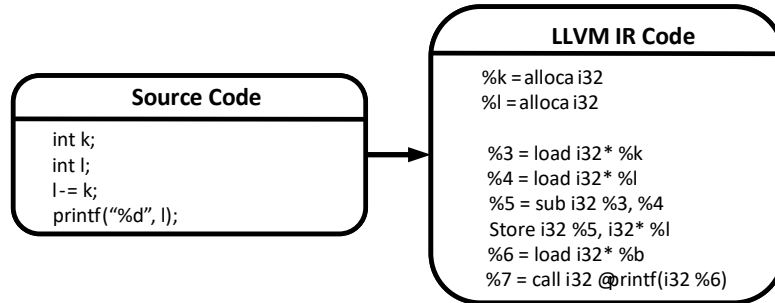 Source Code
int k;
int l;
l-= k;
printf("%d", l);
LLVM IR Code
%k = alloca i32
%l = alloca i32
%3 = load i32* %k
%4 = load i32* %l
%5 = sub i32 %3, %4
Store i32 %5, i32* %l
%6 = load i32* %b
%7 = call i32 @printf(i32 %6)